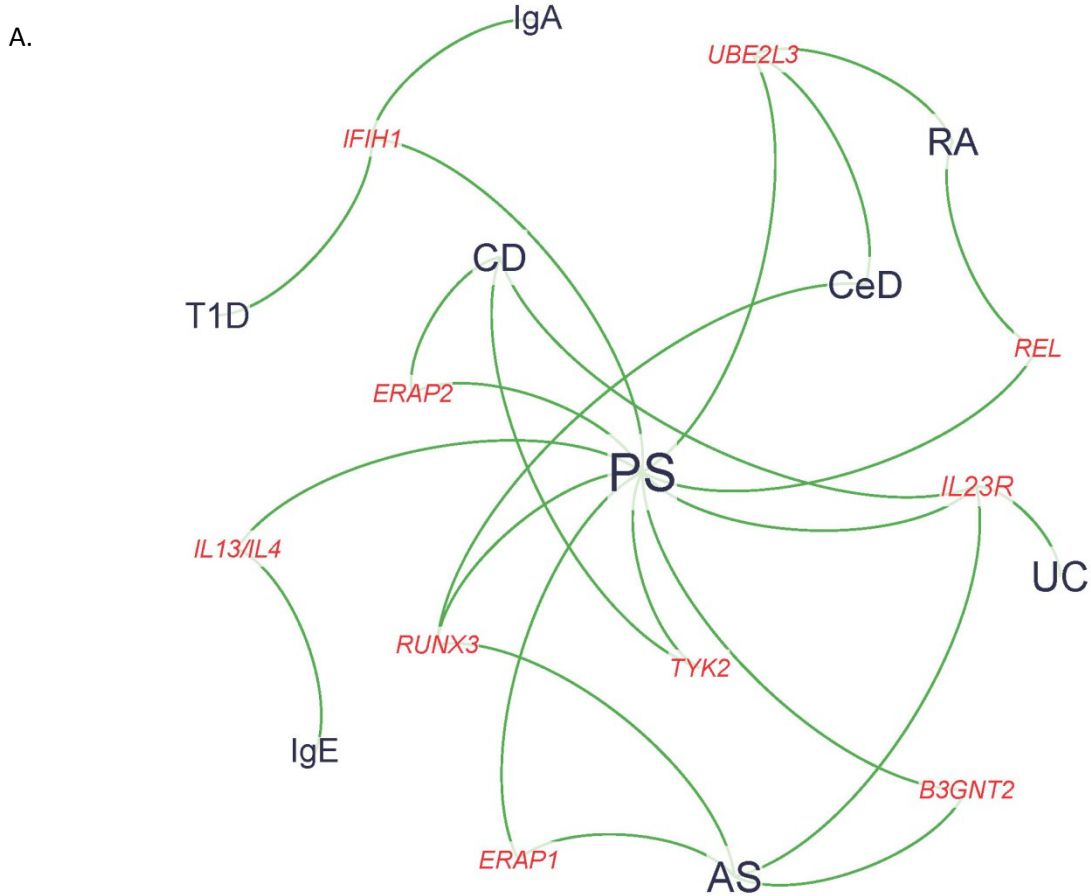 A.
IgA
UBE2L3
IFIH1
RA
CD
CeD
T1D
REL
ERAP2
PS
IL23R
IL13/IL4
UC
RUNX3
TYK2
IgE
B3GNT2
ERAP1
AS